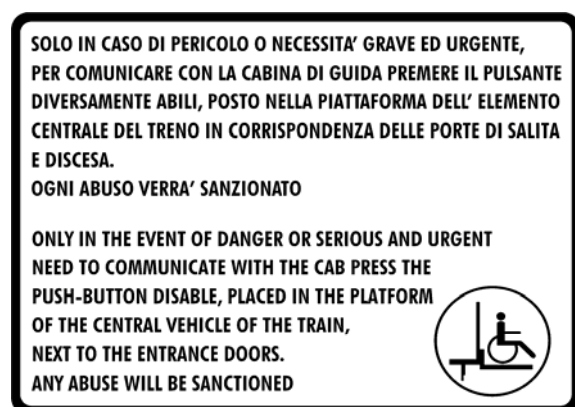 SOLO IN CASO DI PERICOLO O NECESSITA' GRAVE ED URGENTE,
PER COMUNICARE CON LA CABINA DI GUIDA PREMERE IL PULSANTE
DIVERSAMENTE ABILI, POSTO NELLA PIATTAFORMA DELL' ELEMENTO
CENTRALE DEL TRENO IN CORRISPONDENZA DELLE PORTE DI SALITA
E DISCESA.
OGNI ABUSO VERRA' SANZIONATO
ONLY IN THE EVENT OF DANGER OR SERIOUS AND URGENT
NEED TO COMMUNICATE WITH THE CAB PRESS THE
PUSH-BUTTON DISABLE, PLACED IN THE PLATFORM
OF THE CENTRAL VEHICLE OF THE TRAIN,
NEXT TO THE ENTRANCE DOORS.
ANY ABUSE WILL BE SANCTIONED